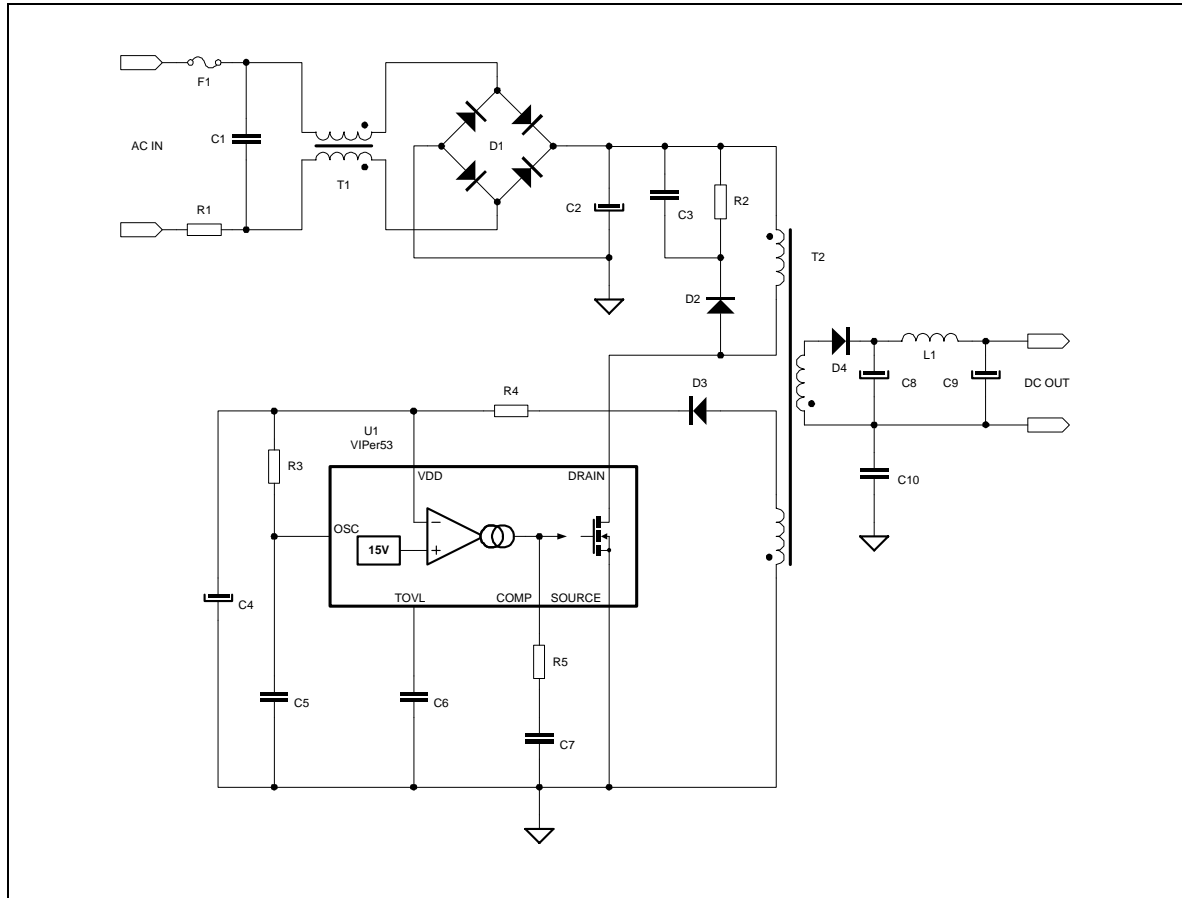 F1
C1
AC IN
D1
T1
R1
C2
C3
R2
T2
D2
D4
L1
C8
C9
DC OUT
D3
R4
U1
VIPer53
R3
VDD
DRAIN
C10
OSC
15V
−
+
TOVL
COMP
SOURCE
C4
R5
C5
C6
C7